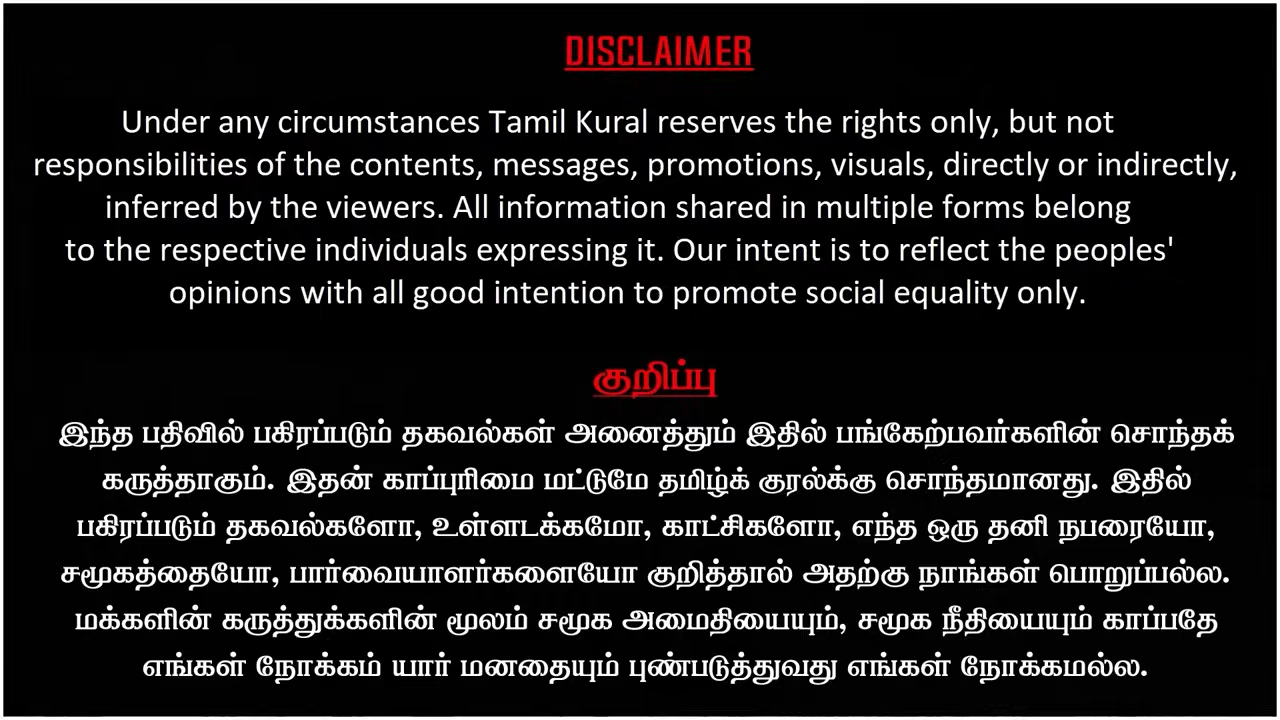 DISCLAIMER
Under any circumstances Tamil Kural reserves the rights only, but not
responsibilities of the contents, messages, promotions, visuals, directly or indirectly,
inferred by the viewers. All information shared in multiple forms belong
to the respective individuals expressing it. Our intent is to reflect the peoples'
opinions with all good intention to promote social equality only.
குறிப்பு
இந்த பதிவில் பகிரப்படும் தகவல்கள் அனைத்தும் இதில் பங்கேற்பவர்களின் சொந்தக்
கருத்தாகும். இதன் காப்புரிமை மட்டுமே தமிழ்க் குரல்க்கு சொந்தமானது. இதில்
பகிரப்படும் தகவல்களோ, உள்ளடக்கமோ, காட்சிகளோ, எந்த ஒரு தனி நபரையோ,
சமூகத்தையோ, பார்வையாளர்களையோ குறித்தால் அதற்கு நாங்கள் பொறுப்பல்ல.
மக்களின் கருத்துக்களின் மூலம் சமூக அமைதியையும், சமூக நீதியையும் காப்பதே
எங்கள் நோக்கம் யார் மனதையும் புண்படுத்துவது எங்கள் நோக்கமல்ல.